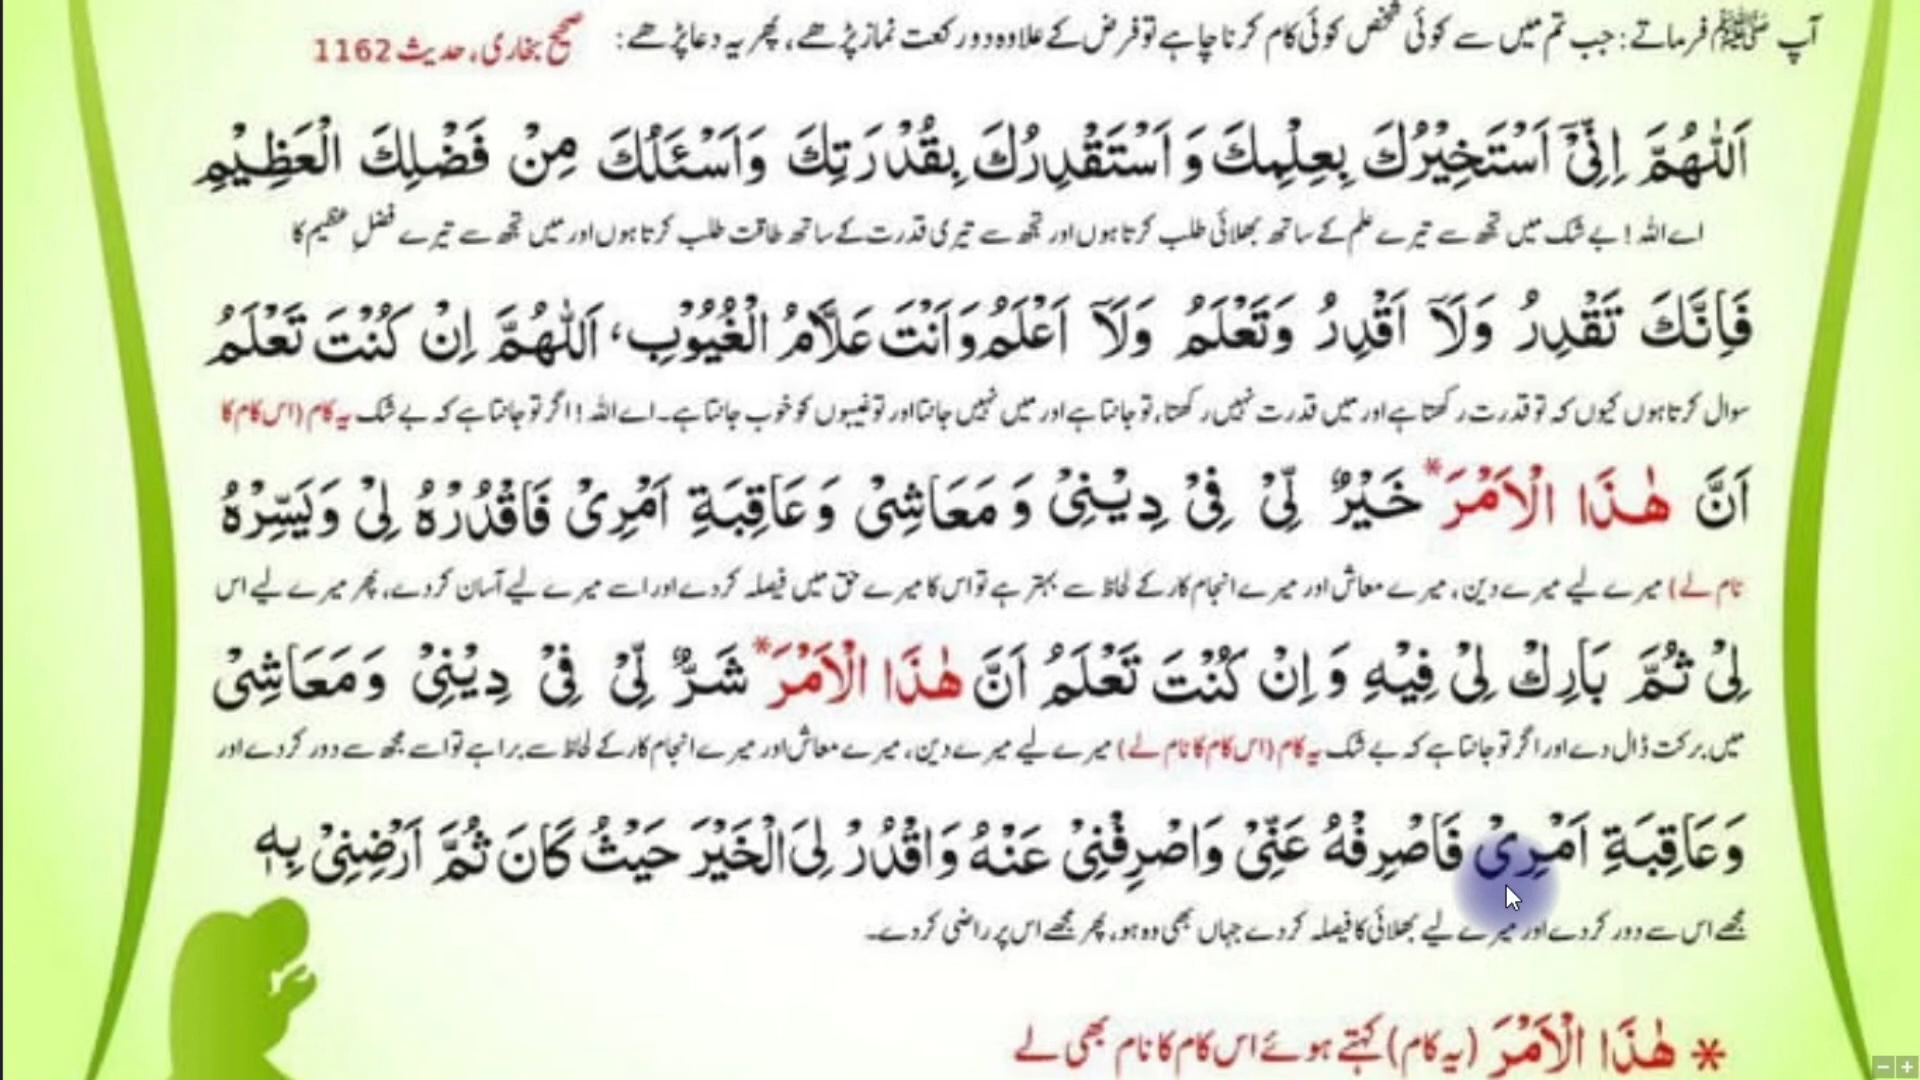 آپ ﷺ فرماتے: جب تم میں سے کوئی شخص کوئی کام کرنا چاہے تو فرض کے علاوہ دو رکعت نماز پڑھے، پھر یہ دعا پڑھے: صحیح بخاری، حدیث 1162
اَللّٰهُمَّ اِنِّیْۤ اَسْتَخِیْرُكَ بِعِلْمِكَ وَ اَسْتَقْدِرُكَ بِقُدْرَتِكَ وَاَسْئَلُكَ مِنْ فَضْلِكَ الْعَظِیْمِ
اے اللہ! بے شک میں تجھ سے تیرے علم کے ساتھ بھلائی طلب کرتا ہوں اور تجھ سے تیری قدرت کے ساتھ طاقت طلب کرتا ہوں اور میں تجھ سے تیرے فضلِ عظیم کا
فَاِنَّكَ تَقْدِرُ وَلَاۤ اَقْدِرُ وَتَعْلَمُ وَلَاۤ اَعْلَمُ وَاَنْتَ عَلَّامُ الْغُیُوْبِ، اَللّٰهُمَّ اِنْ كُنْتَ تَعْلَمُ
سوال کرتا ہوں کیوں کہ تو قدرت رکھتا ہے اور میں قدرت نہیں رکھتا، تو جانتا ہے اور میں نہیں جانتا اور تو غیبوں کو خوب جانتا ہے۔ اے اللہ! اگر تو جانتا ہے کہ بے شک یہ کام (اس کام کا
اَنَّ هٰذَا الْاَمْرَ* خَیْرٌ لِّیْ فِیْ دِیْنِیْ وَ مَعَاشِیْ وَعَاقِبَةِ اَمْرِیْ فَاقْدُرْهُ لِیْ وَیَسِّرْهُ
نام لے) میرے لیے میرے دین، میرے معاش اور میرے انجام کار کے لحاظ سے بہتر ہے تو اس کا میرے حق میں فیصلہ کر دے اور اسے میرے لیے آسان کر دے، پھر میرے لیے اس
لِیْ ثُمَّ بَارِكْ لِیْ فِیْهِ وَ اِنْ كُنْتَ تَعْلَمُ اَنَّ هٰذَا الْاَمْرَ* شَرٌّ لِّیْ فِیْ دِیْنِیْ وَمَعَاشِیْ
میں برکت ڈال دے اور اگر تو جانتا ہے کہ بے شک یہ کام (اس کام کا نام لے) میرے لیے میرے دین، میرے معاش اور میرے انجام کار کے لحاظ سے برا ہے تو اسے مجھ سے دور کر دے اور
وَعَاقِبَةِ اَمْرِیْ فَاصْرِفْهُ عَنِّیْ وَاصْرِفْنِیْ عَنْهُ وَاقْدُرْ لِیَ الْخَیْرَ حَیْثُ كَانَ ثُمَّ اَرْضِنِیْ بِهٖ
مجھے اس سے دور کر دے اور میرے لیے بھلائی کا فیصلہ کر دے جہاں بھی وہ ہو، پھر مجھے اس پر راضی کر دے۔
* هٰذَا الْاَمْرَ (یہ کام) کہتے ہوئے اس کام کا نام بھی لے